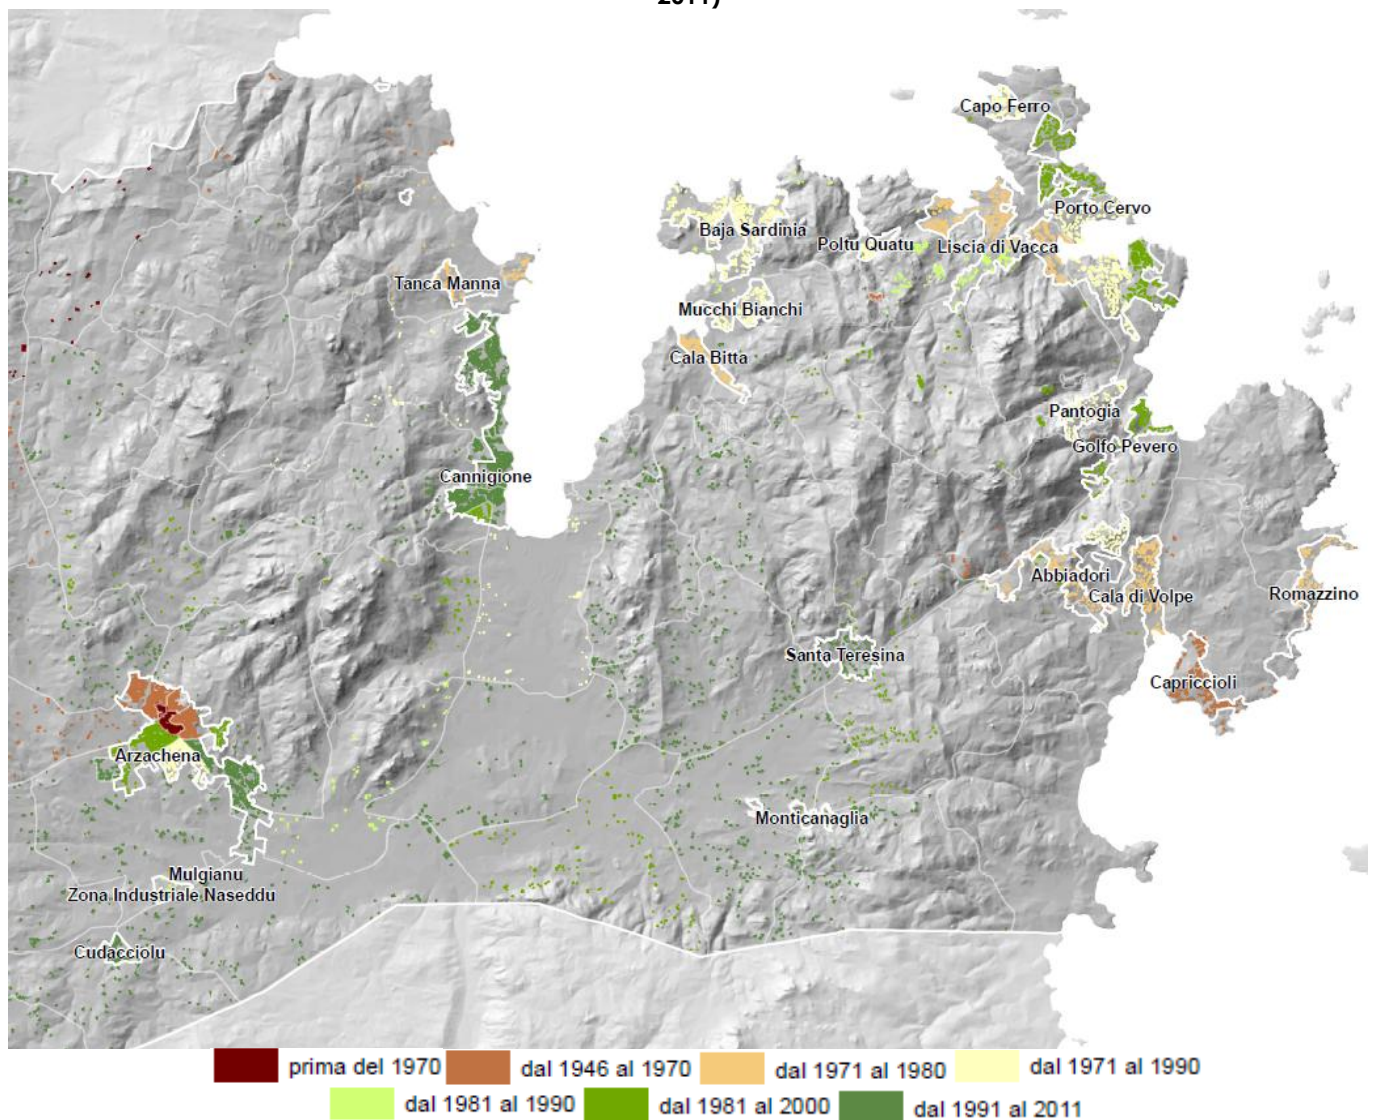 2011)
Capo Ferro
Porto Cervo
Baja Sardinia
Poltu Quatu
Liscia di Vacca
Tanca Manna
Mucchi Bianchi
Cala Bitta
Pantogia
Golfo Pevero
Cannigione
Abbiadori
Cala di Volpe
Romazzino
Santa Teresina
Capriccioli
Arzachena
Monticanaglia
Mulgianu
Zona Industriale Naseddu
Cudacciolu
prima del 1970 dal 1946 al 1970 dal 1971 al 1980 dal 1971 al 1990
dal 1981 al 1990 dal 1981 al 2000 dal 1991 al 2011